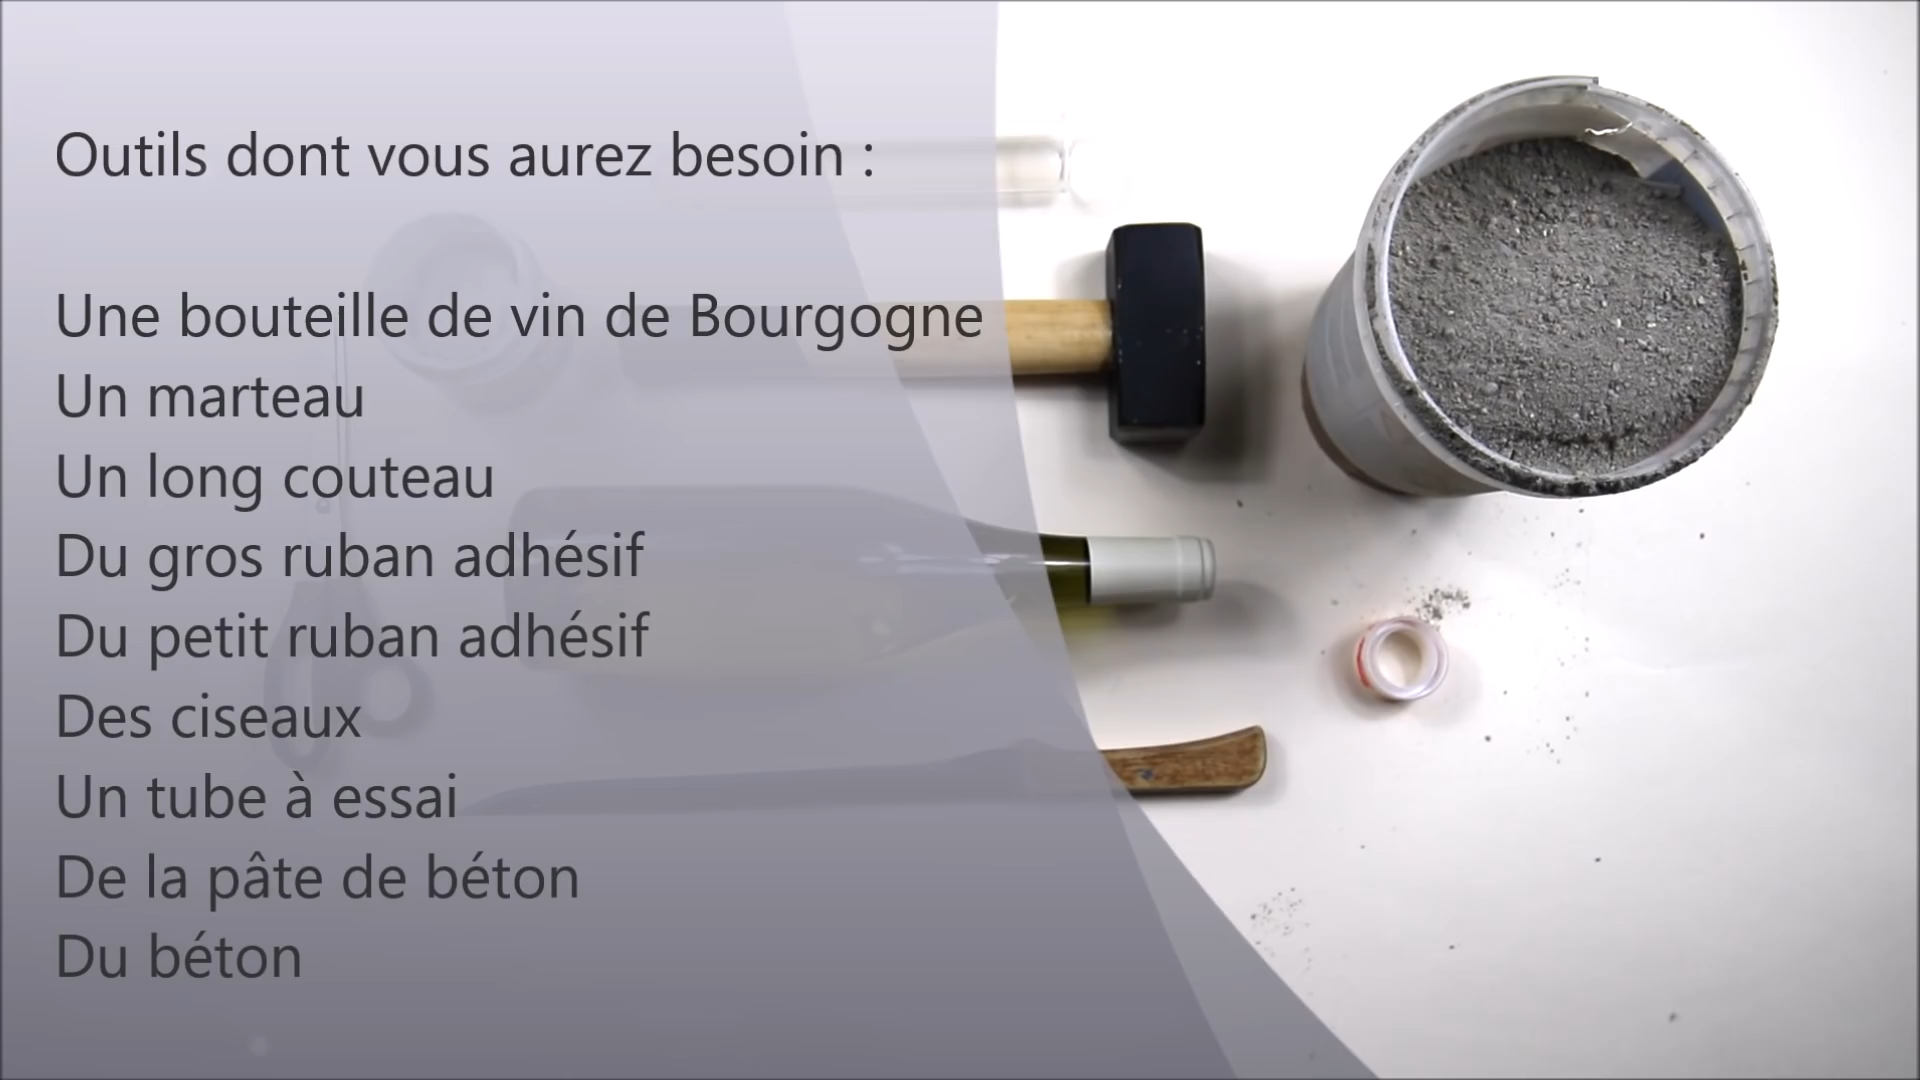 Outils dont vous aurez besoin :
Une bouteille de vin de Bourgogne
Un marteau
Un long couteau
Du gros ruban adhésif
Du petit ruban adhésif
Des ciseaux
Un tube à essai
De la pâte de béton
Du béton